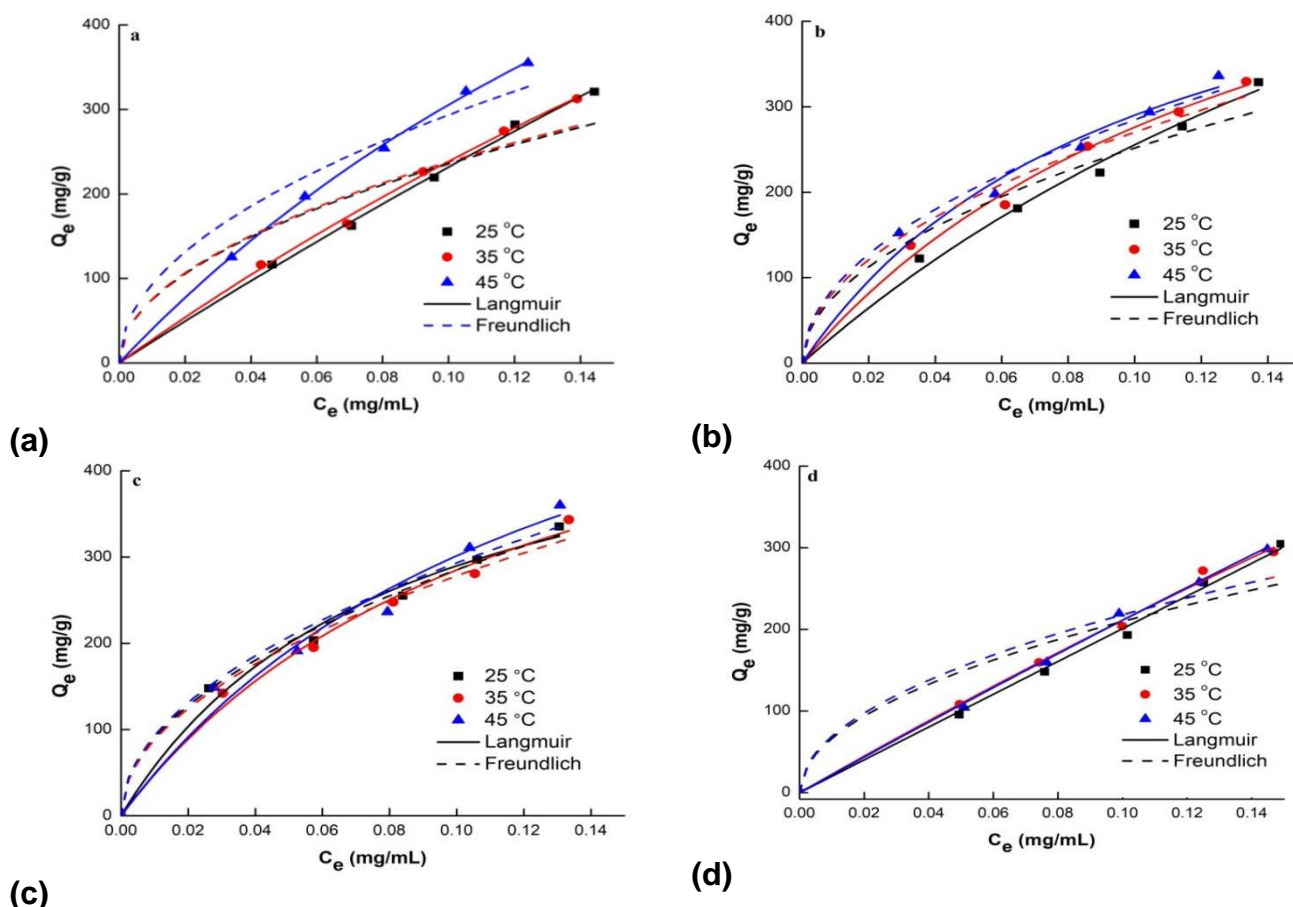 a
400
300
200
100
0
Qe (mg/g)
25 °C
35 °C
45 °C
Langmuir
Freundlich
0.00 0.02 0.04 0.06 0.08 0.10 0.12 0.14
Ce (mg/mL)
(a)
b
400
300
200
100
0
Qe (mg/g)
25 °C
35 °C
45 °C
Langmuir
Freundlich
0.00 0.02 0.04 0.06 0.08 0.10 0.12 0.14
Ce (mg/mL)
(b)
c
400
300
200
100
0
Qe (mg/g)
25 °C
35 °C
45 °C
Langmuir
Freundlich
0.00 0.02 0.04 0.06 0.08 0.10 0.12 0.14
Ce (mg/mL)
(c)
d
400
300
200
100
0
Qe (mg/g)
25 °C
35 °C
45 °C
Langmuir
Freundlich
0.00 0.02 0.04 0.06 0.08 0.10 0.12 0.14
Ce (mg/mL)
(d)